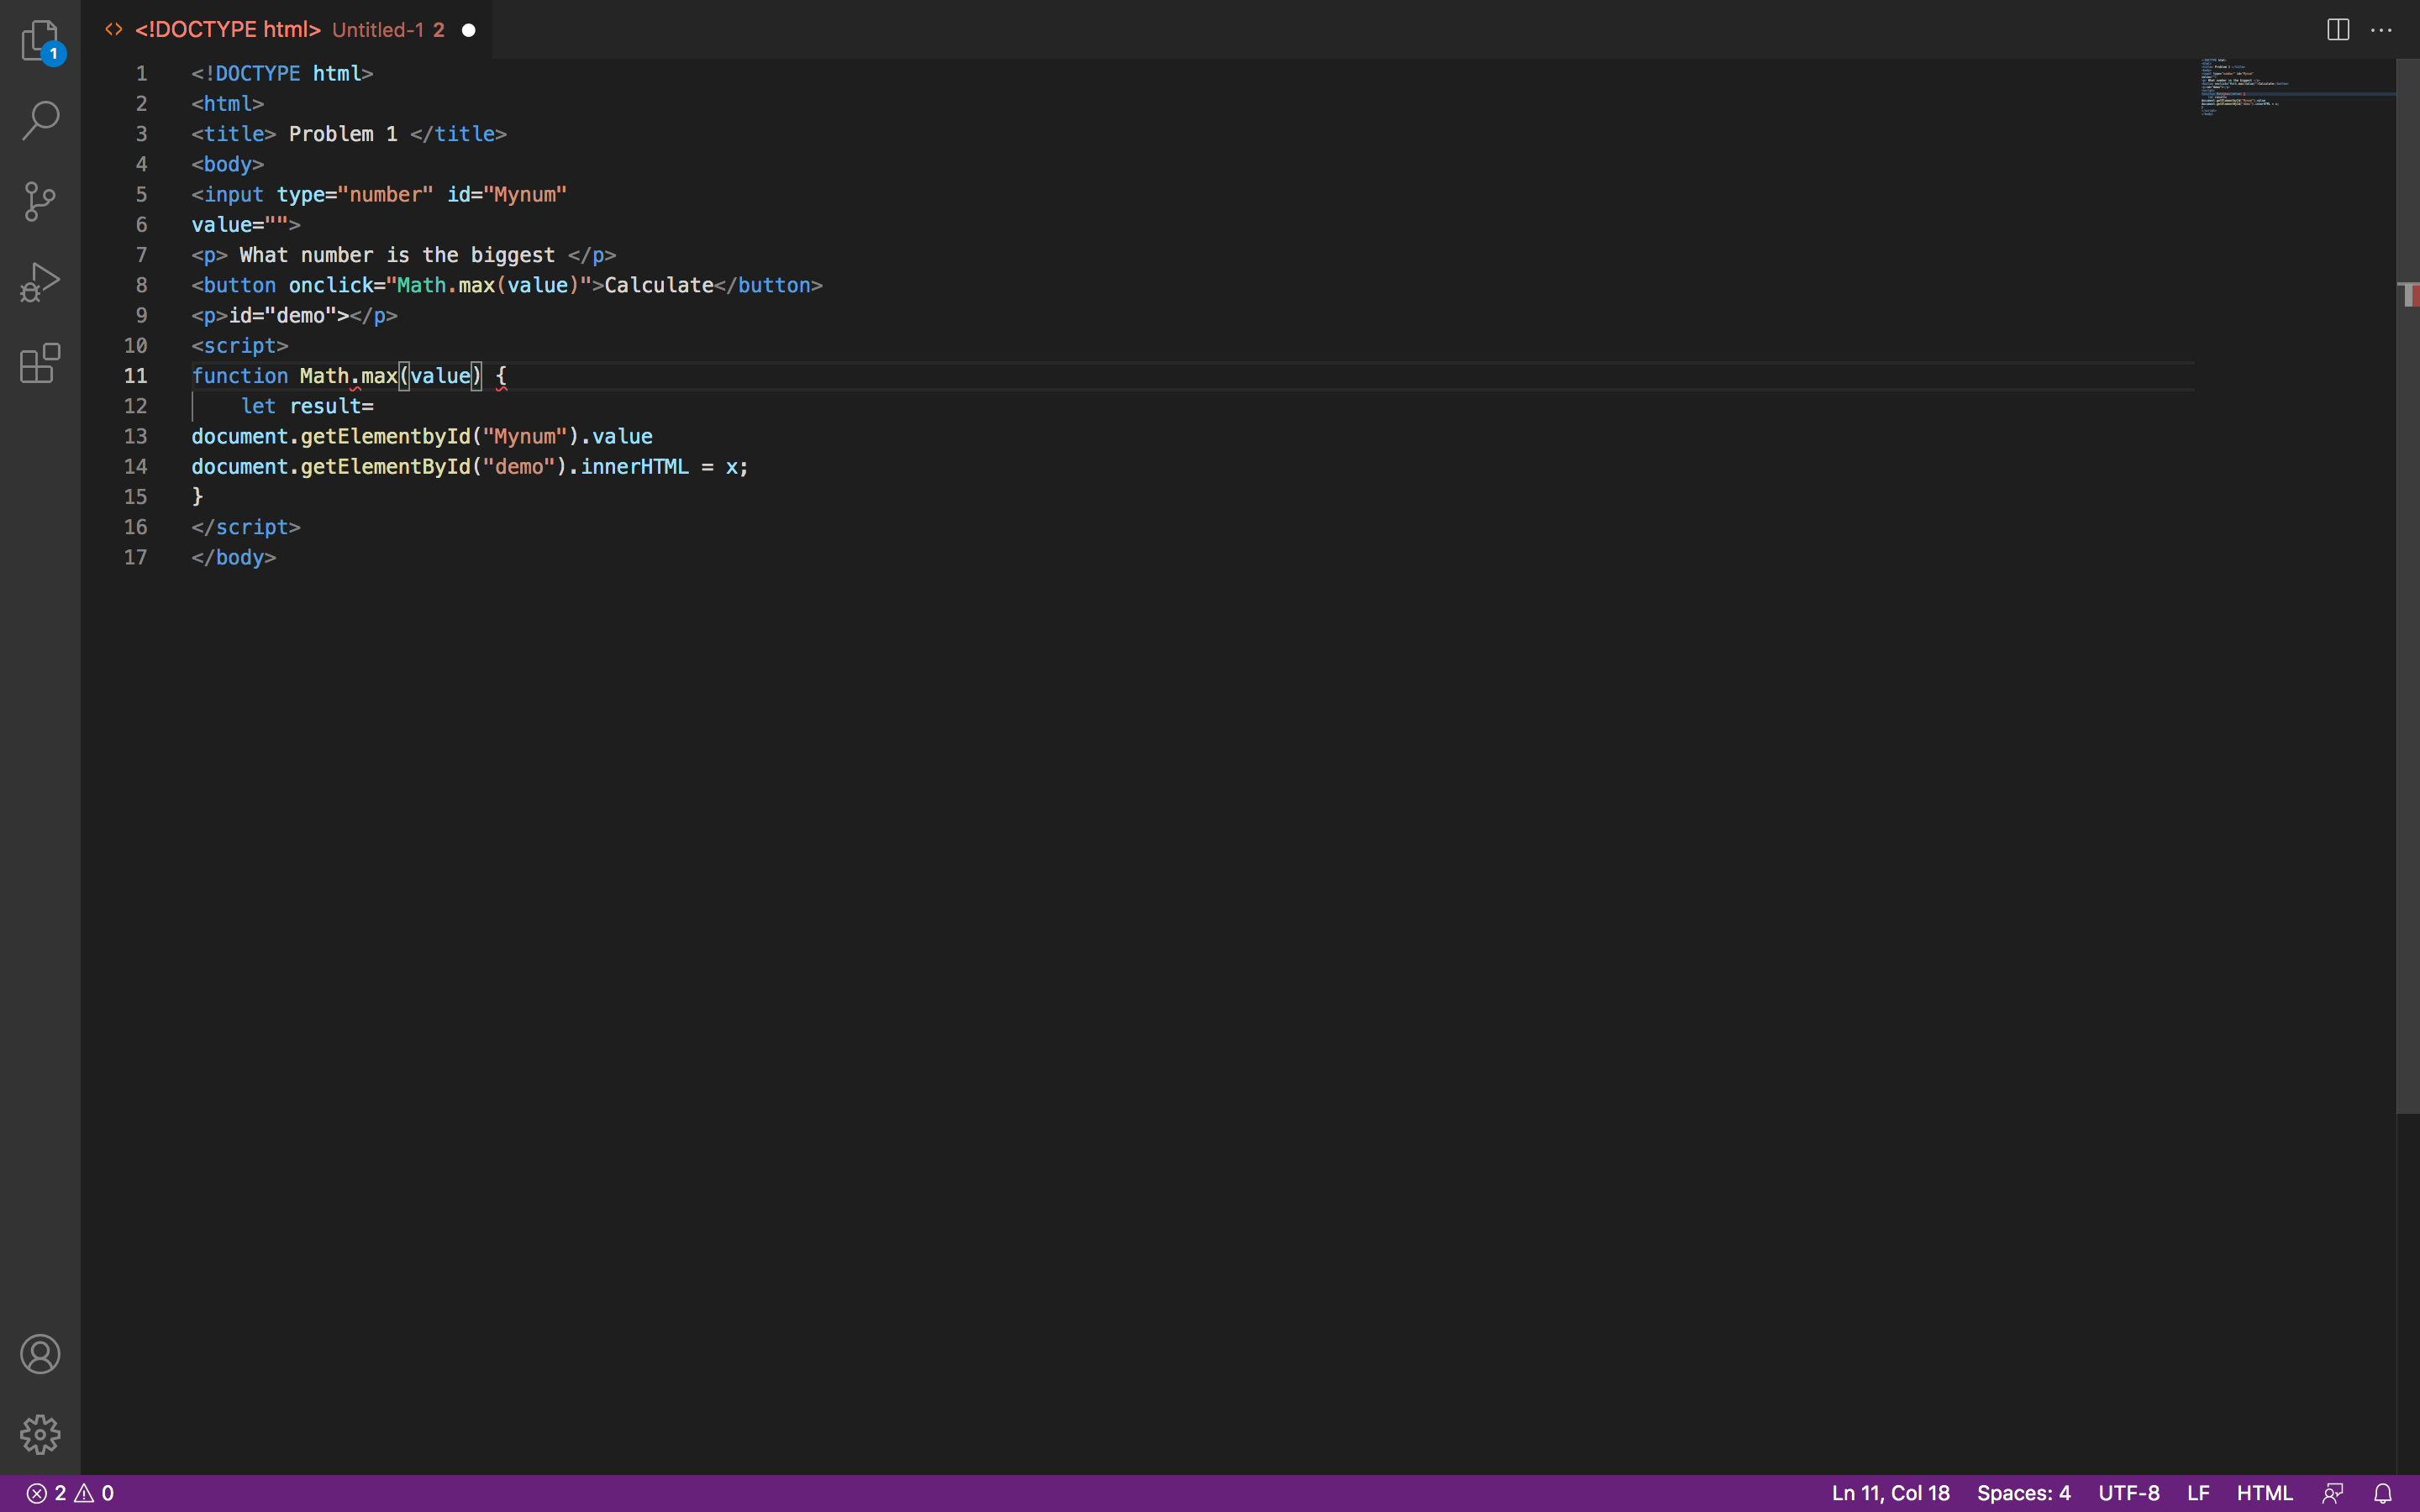 1
<> <!DOCTYPE html> Untitled-1 2
1 <!DOCTYPE html>
2 <html>
3 <title> Problem 1 </title>
4 <body>
5 <input type="number" id="Mynum"
6 value="">
7 <p> What number is the biggest </p>
8 <button onclick="Math.max(value)">Calculate</button>
9 <p>id="demo"></p>
10 <script>
11 function Math.max(value) {
12     let result=
13 document.getElementbyId("Mynum").value
14 document.getElementById("demo").innerHTML = x;
15 }
16 </script>
17 </body>
2 0 Ln 11, Col 18 Spaces: 4 UTF-8 LF HTML